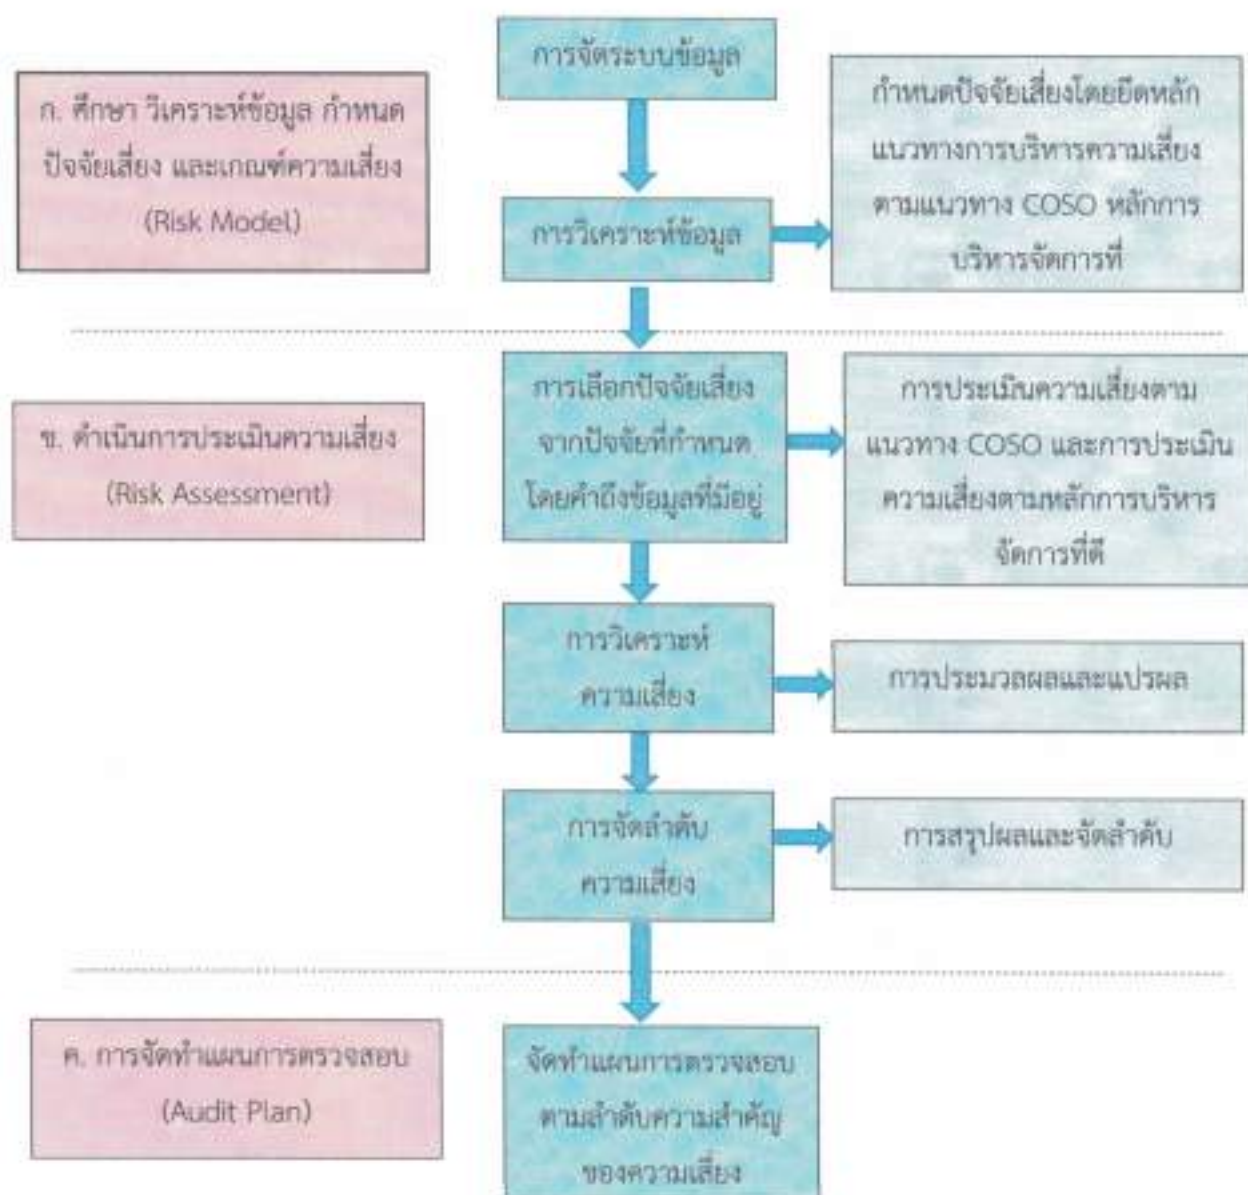 การจัดระบบข้อมูล
ก. ศึกษา วิเคราะห์ข้อมูล กำหนด
ปัจจัยเสี่ยง และเกณฑ์ความเสี่ยง
(Risk Model)
การวิเคราะห์ข้อมูล
กำหนดปัจจัยเสี่ยงโดยยึดหลัก
แนวทางการบริหารความเสี่ยง
ตามแนวทาง COSO หลักการ
บริหารจัดการที่
ข. ดำเนินการประเมินความเสี่ยง
(Risk Assessment)
การเลือกปัจจัยเสี่ยง
จากปัจจัยที่กำหนด
โดยคำถึงข้อมูลที่มีอยู่
การประเมินความเสี่ยงตาม
แนวทาง COSO และการประเมิน
ความเสี่ยงตามหลักการบริหาร
จัดการที่ดี
การวิเคราะห์
ความเสี่ยง
การประมวลผลและแปรผล
การจัดลำดับ
ความเสี่ยง
การสรุปผลและจัดลำดับ
ค. การจัดทำแผนการตรวจสอบ
(Audit Plan)
จัดทำแผนการตรวจสอบ
ตามลำดับความสำคัญ
ของความเสี่ยง